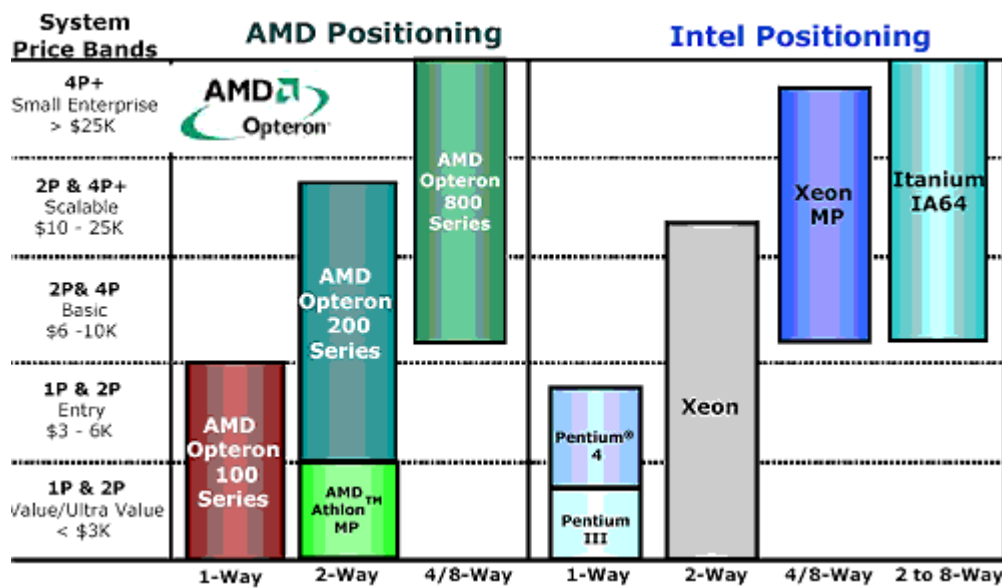 System
Price Bands
AMD Positioning
Intel Positioning
4P+
Small Enterprise
> $25K
AMD
Opteron
2P & 4P+
Scalable
$10 - 25K
2P& 4P
Basic
$6 -10K
1P & 2P
Entry
$3 - 6K
1P & 2P
Value/Ultra Value
< $3K
AMD
Opteron
100
Series
AMD
Opteron
200
Series
AMD
Athlon™
MP
AMD
Opteron
800
Series
Pentium®
4
Pentium
III
Xeon
Xeon
MP
Itanium
IA64
1-Way
2-Way
4/8-Way
1-Way
2-Way
4/8-Way
2 to 8-Way